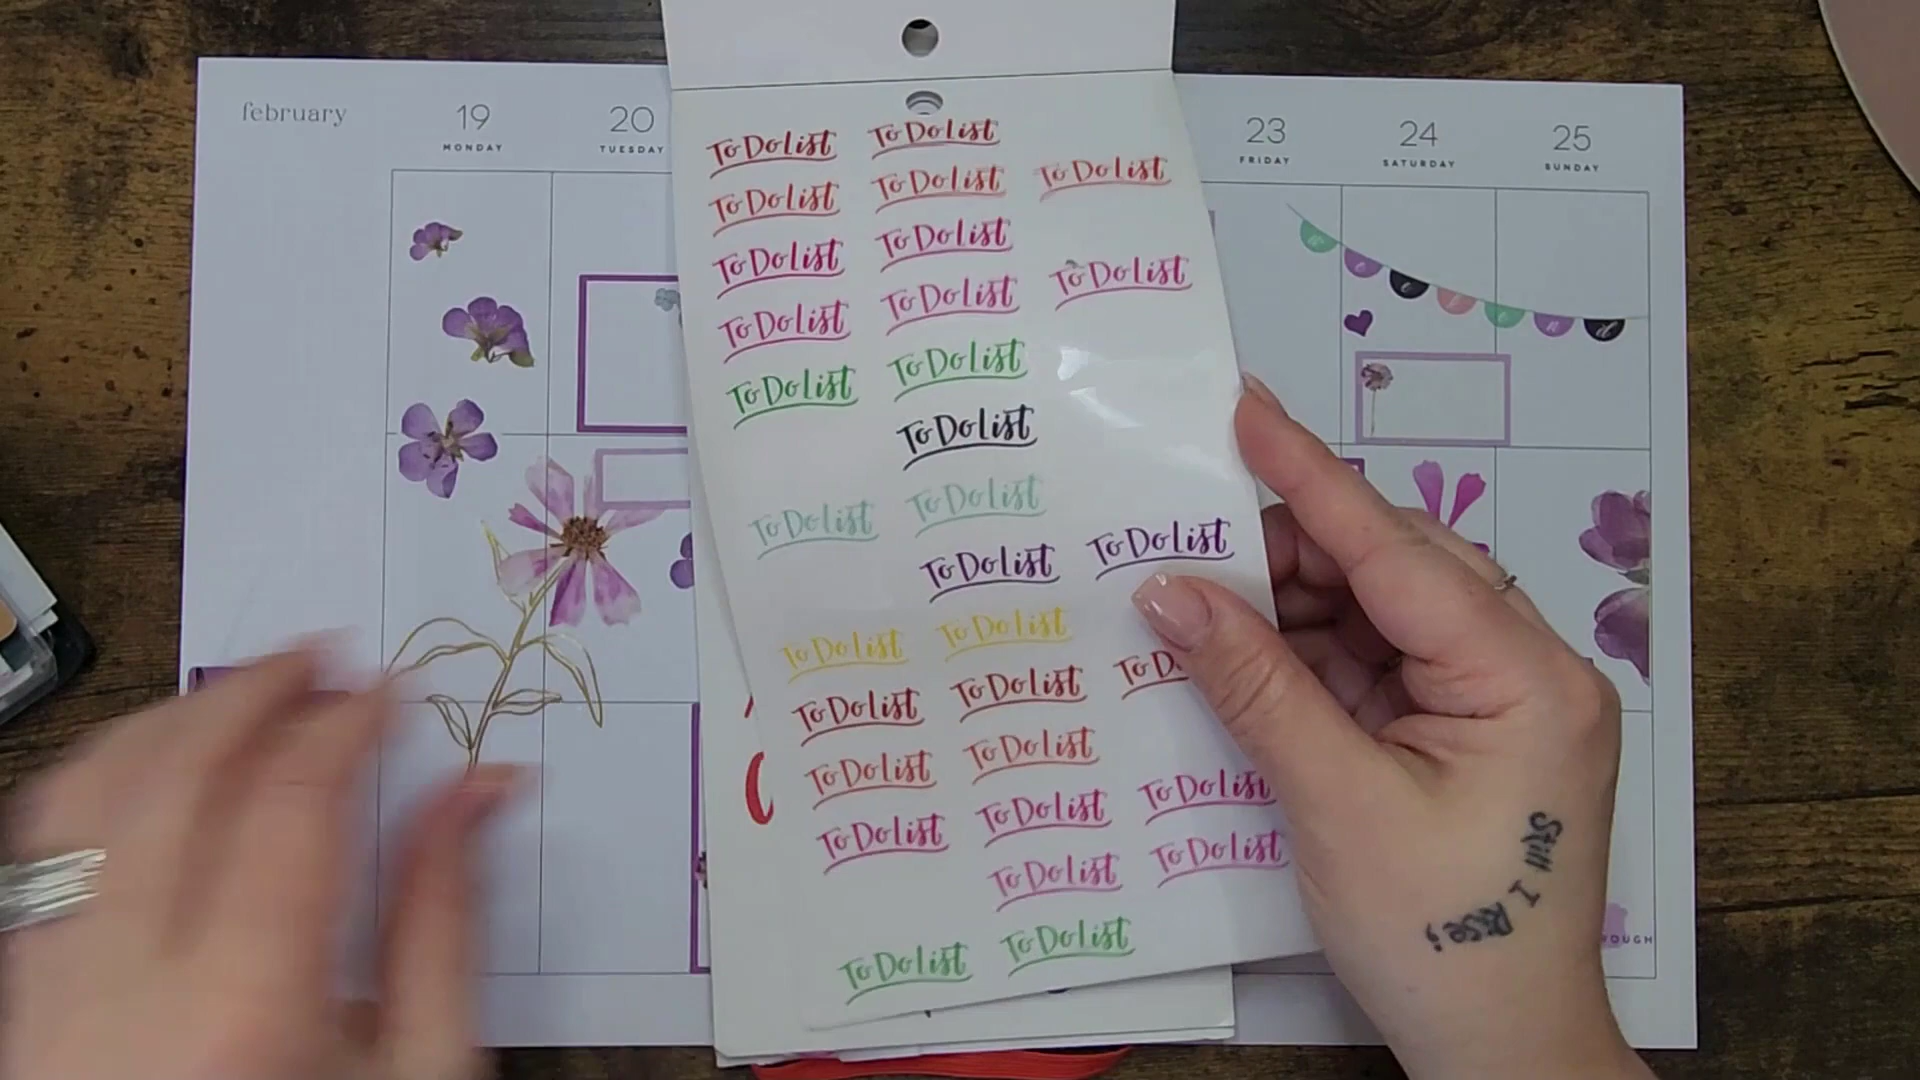 february
19
MONDAY
20
TUESDAY
23
FRIDAY
24
SATURDAY
25
SUNDAY
To Do list To Do list
To Do list To Do list To Do list
To Do list To Do list
To Do list To Do list To Do list
To Do list To Do list
To Do list
To Do list To Do list
To Do list To Do list
To Do list To Do list
To Do list To Do list To D
To Do list To Do list
To Do list To Do list To Do list
To Do list To Do list
To Do list To Do list
w e e k e n d
Still I Rise;
OUGH